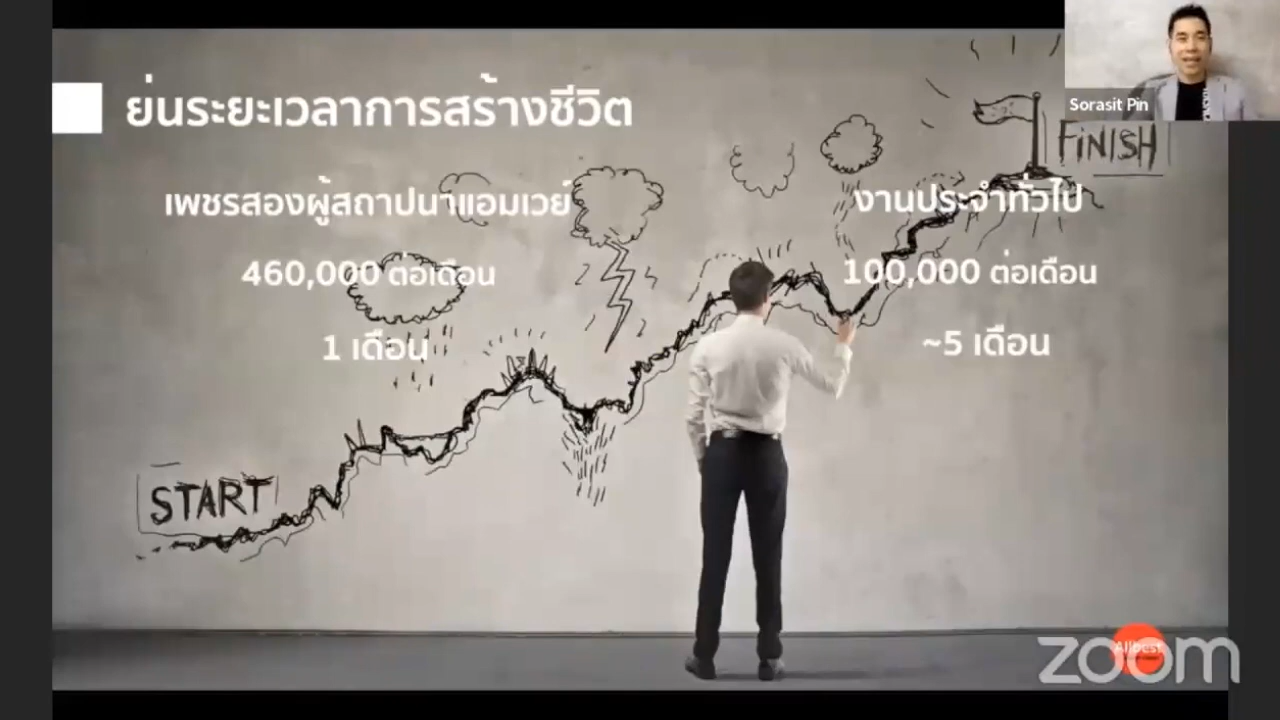 Sorasit Pin
ย่นระยะเวลาการสร้างชีวิต
FINISH
เพชรสองผู้สถาปนาแอมเวย์
งานประจำทั่วไป
460,000 ต่อเดือน
100,000 ต่อเดือน
1 เดือน
~5 เดือน
START
Allbest
zoom